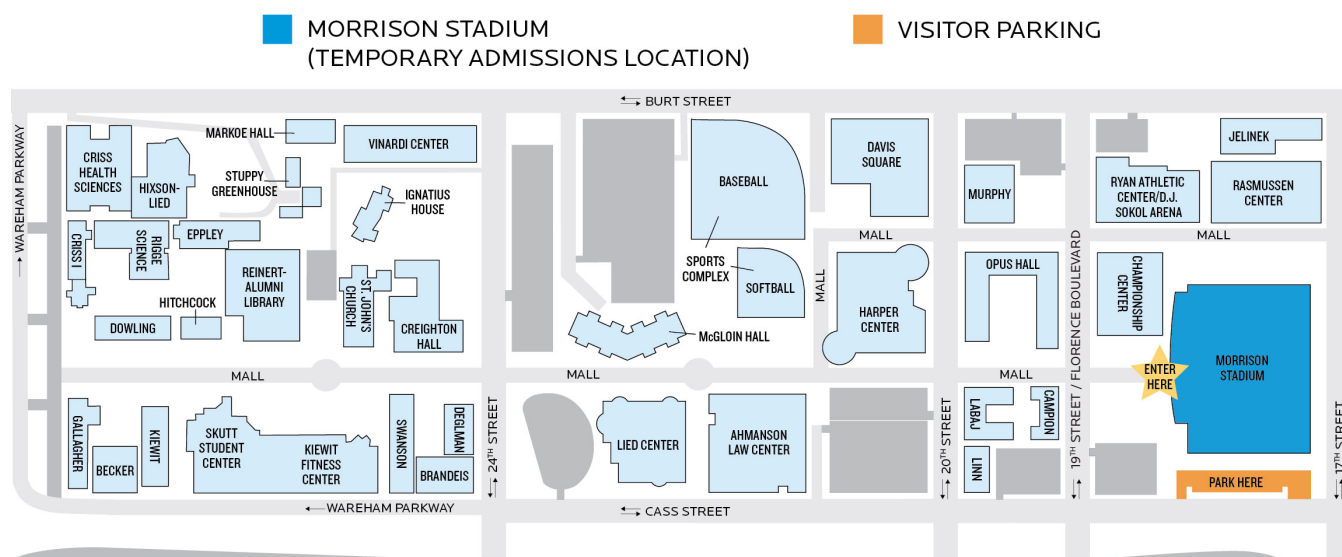 MORRISON STADIUM
(TEMPORARY ADMISSIONS LOCATION)
VISITOR PARKING
BURT STREET
WAREHAM PARKWAY
CRISS
HEALTH
SCIENCES
HIXSON-
LIED
MARKOE HALL
VINARDI CENTER
STUPPY
GREENHOUSE
IGNATIUS
HOUSE
CRISS I
RIGGE
SCIENCE
EPPLEY
REINERT-
ALUMNI
LIBRARY
HITCHCOCK
DOWLING
ST. JOHN'S
CHURCH
CREIGHTON
HALL
BASEBALL
SPORTS
COMPLEX
SOFTBALL
McGLOIN HALL
DAVIS
SQUARE
MALL
MALL
HARPER
CENTER
MURPHY
OPUS HALL
19TH STREET / FLORENCE BOULEVARD
RYAN ATHLETIC
CENTER/D.J.
SOKOL ARENA
JELINEK
RASMUSSEN
CENTER
MALL
CHAMPIONSHIP
CENTER
MORRISON
STADIUM
ENTER
HERE
MALL
MALL
MALL
GALLAGHER
BECKER
KIEWIT
SKUTT
STUDENT
CENTER
KIEWIT
FITNESS
CENTER
SWANSON
DEGLMAN
BRANDEIS
24TH STREET
LIED CENTER
AHMANSON
LAW CENTER
20TH STREET
LABAJ
CAMPION
LINN
PARK HERE
17TH STREET
WAREHAM PARKWAY
CASS STREET